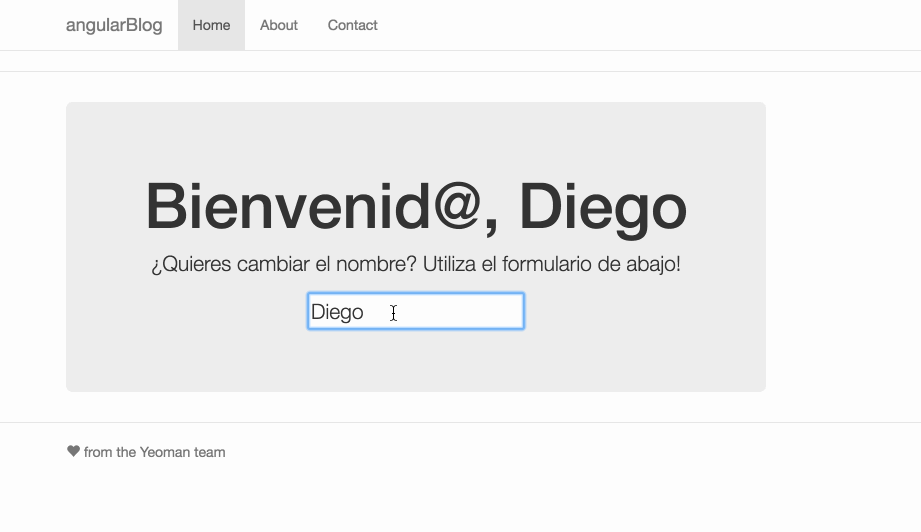 angularBlog Home About Contact
Bienvenid@, Diego
¿Quieres cambiar el nombre? Utiliza el formulario de abajo!
Diego
♥ from the Yeoman team